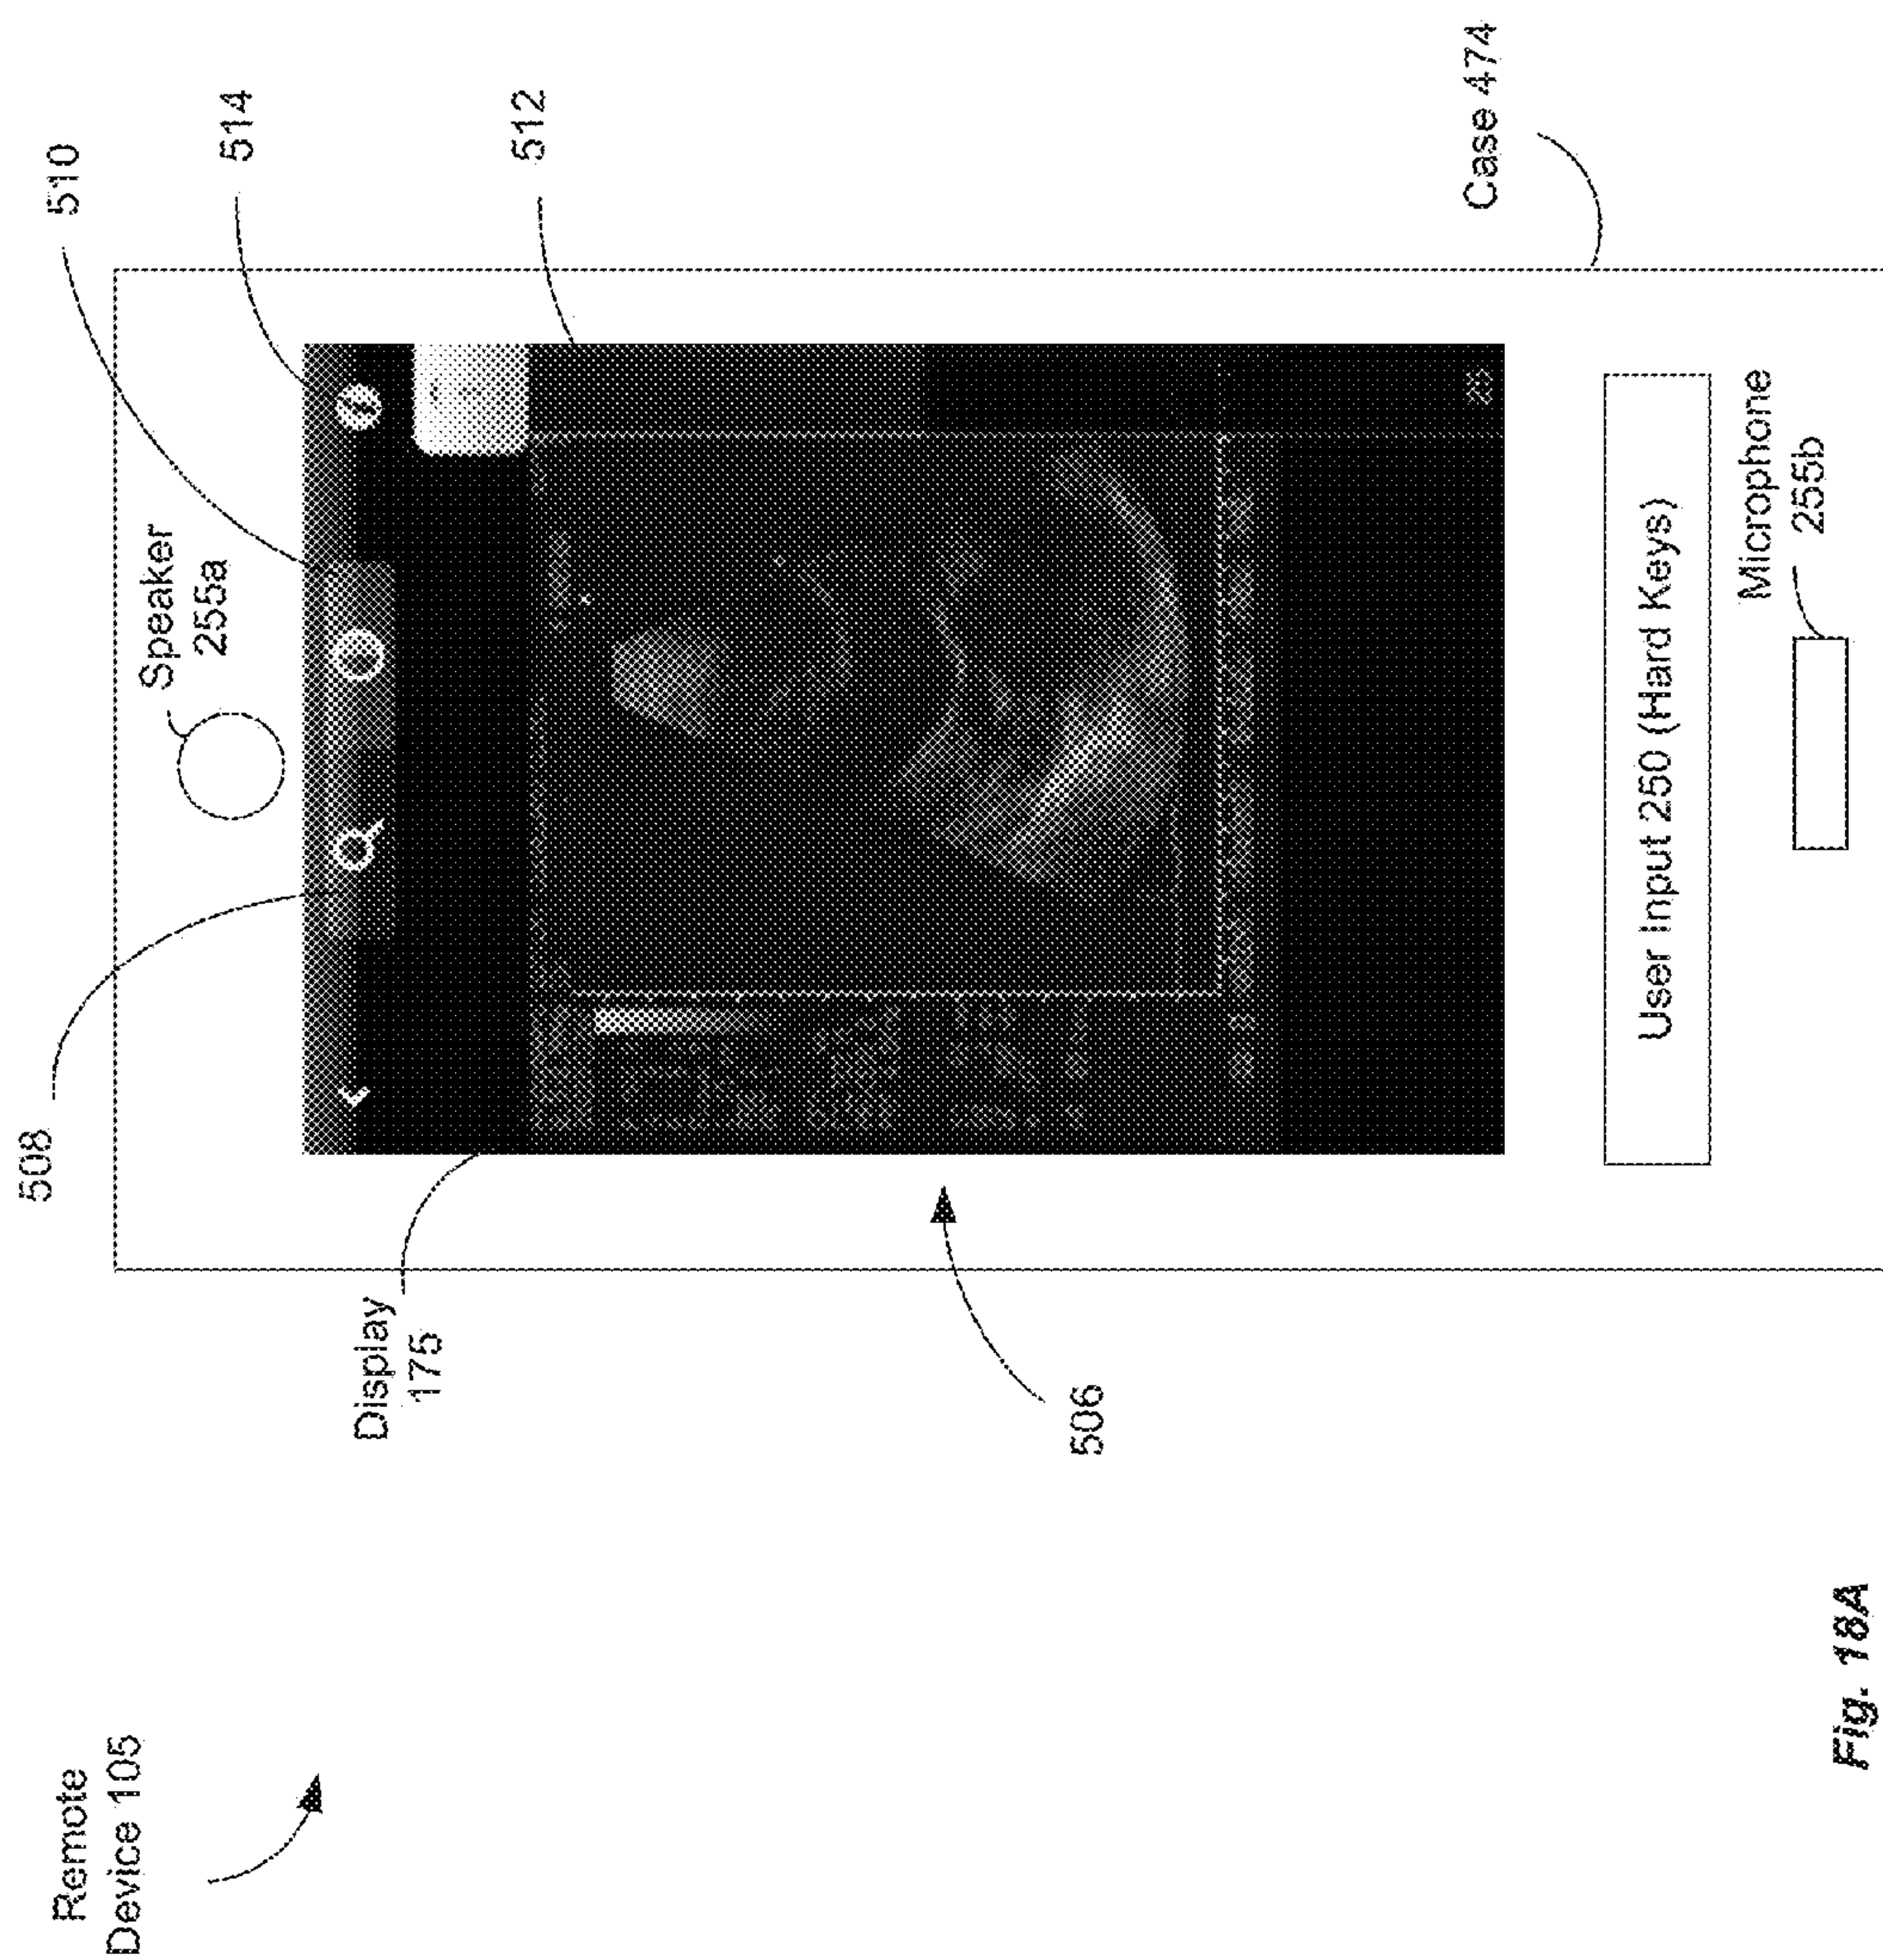 Remote
Device 105
508
510
514
512
Speaker
255a
Display
175
506
Case 474
User Input 250 (Hard Keys)
Microphone
255b
Fig. 18A